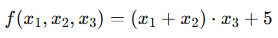 f(x₁, x₂, x₃) = (x₁ + x₂) · x₃ + 5